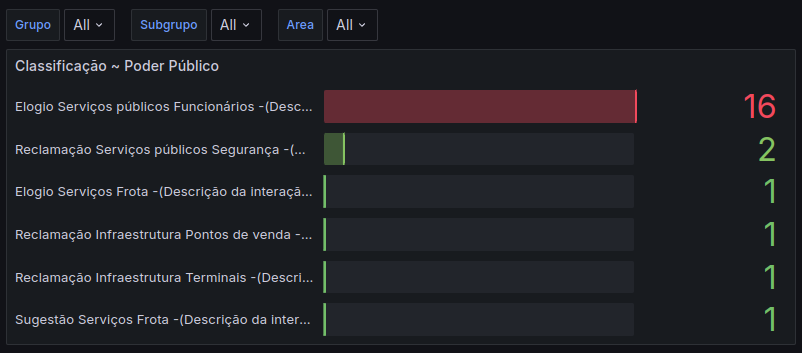 Grupo All Subgrupo All Area All
Classificação ~ Poder Público
Elogio Serviços públicos Funcionários -(Desc... 16
Reclamação Serviços públicos Segurança -(... 2
Elogio Serviços Frota -(Descrição da interaçã... 1
Reclamação Infraestrutura Pontos de venda -... 1
Reclamação Infraestrutura Terminais -(Descri... 1
Sugestão Serviços Frota -(Descrição da inter... 1